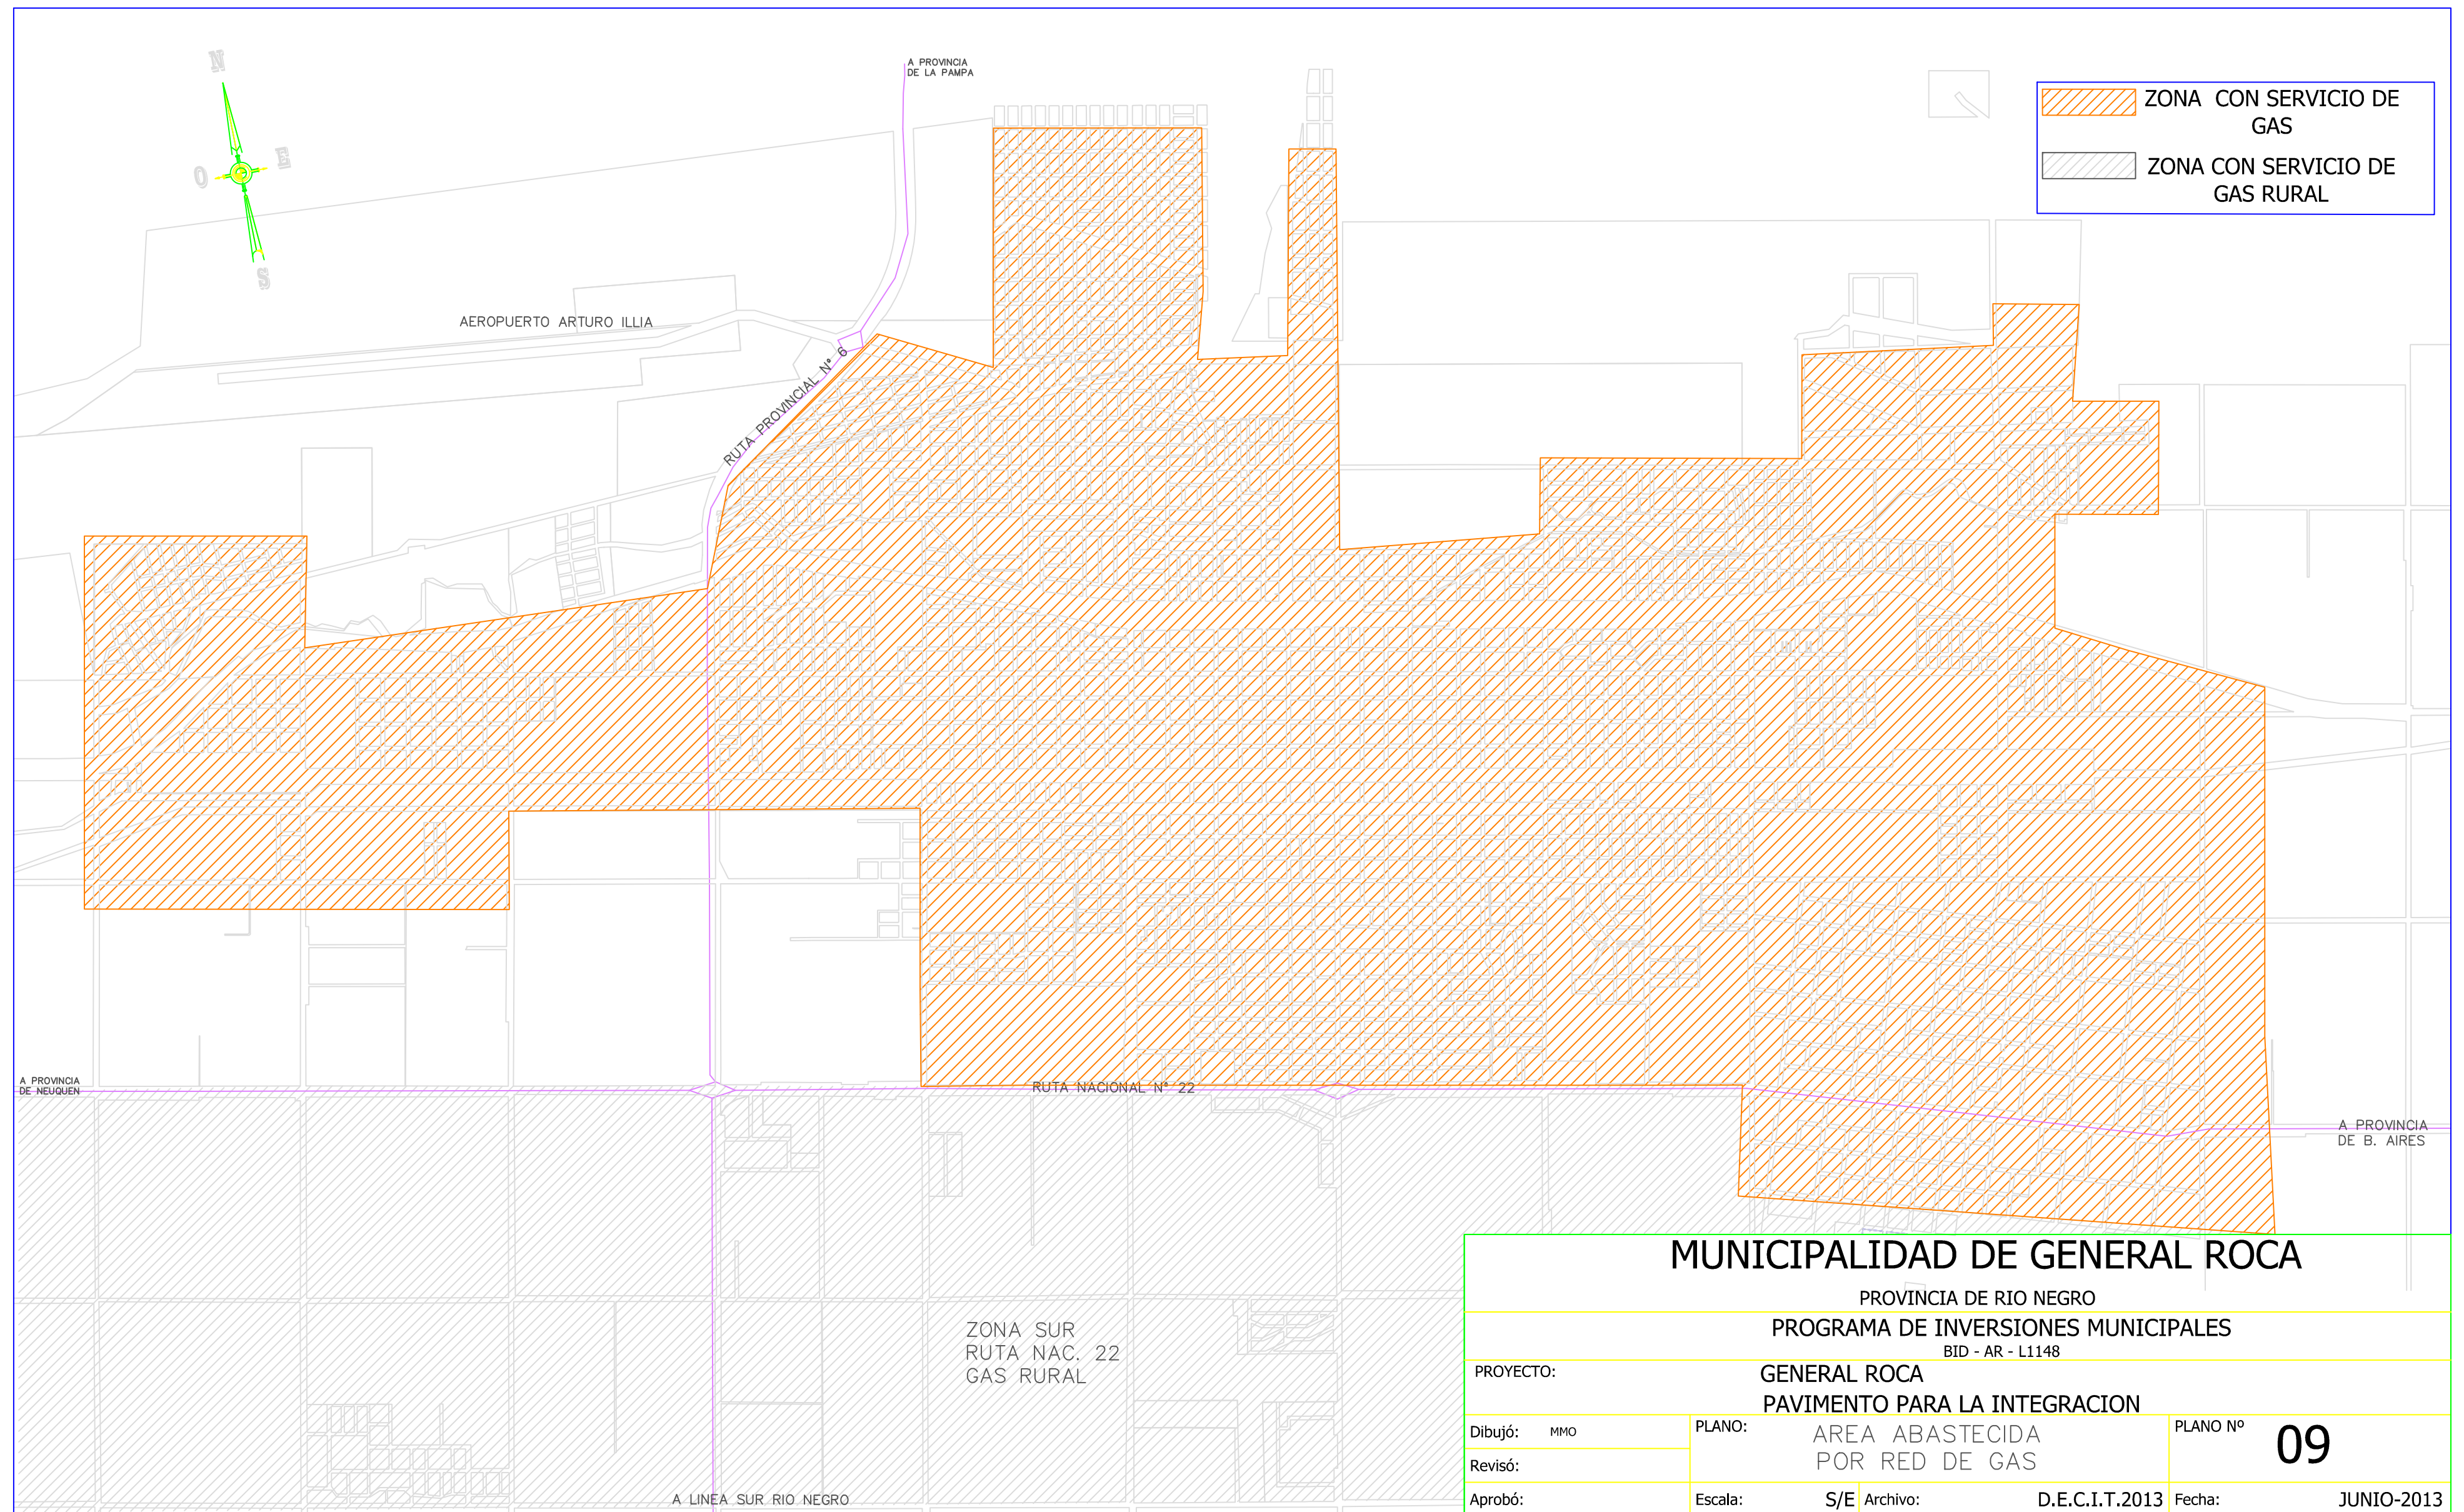 N
O
E
S
A PROVINCIA
DE LA PAMPA
ZONA CON SERVICIO DE
GAS
ZONA CON SERVICIO DE
GAS RURAL
AEROPUERTO ARTURO ILLIA
RUTA PROVINCIAL Nº 6
A PROVINCIA
DE NEUQUEN
RUTA NACIONAL Nº 22
A PROVINCIA
DE B. AIRES
ZONA SUR
RUTA NAC. 22
GAS RURAL
A LINEA SUR RIO NEGRO
MUNICIPALIDAD DE GENERAL ROCA
PROVINCIA DE RIO NEGRO
PROGRAMA DE INVERSIONES MUNICIPALES
BID - AR - L1148
PROYECTO: GENERAL ROCA
PAVIMENTO PARA LA INTEGRACION
Dibujó: MMO
Revisó:
Aprobó:
PLANO: AREA ABASTECIDA
POR RED DE GAS
PLANO Nº 09
Escala: S/E
Archivo: D.E.C.I.T.2013
Fecha: JUNIO-2013